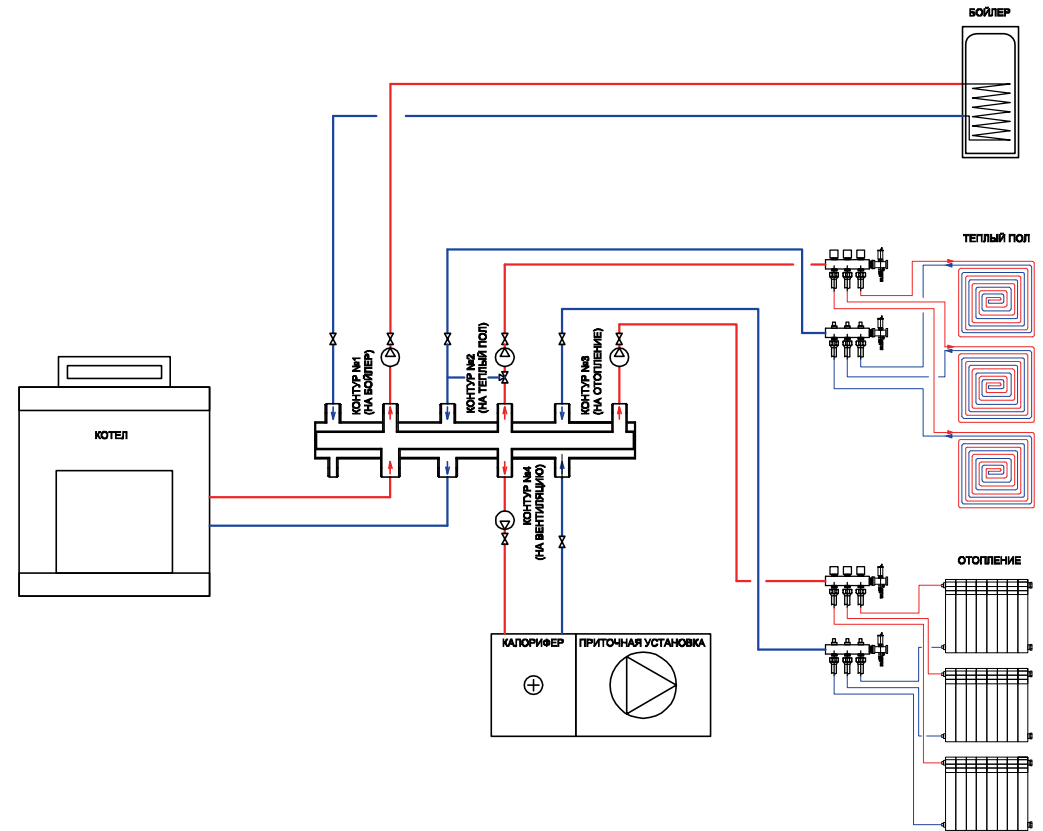 БОЙЛЕР
ТЕПЛЫЙ ПОЛ
КОНТУР №1
(НА БОЙЛЕР)
КОНТУР №2
(НА ТЕПЛЫЙ ПОЛ)
КОНТУР №3
(НА ОТОПЛЕНИЕ)
КОТЕЛ
КОНТУР №4
(НА ВЕНТИЛЯЦИЮ)
ОТОПЛЕНИЕ
КАЛОРИФЕР
ПРИТОЧНАЯ УСТАНОВКА